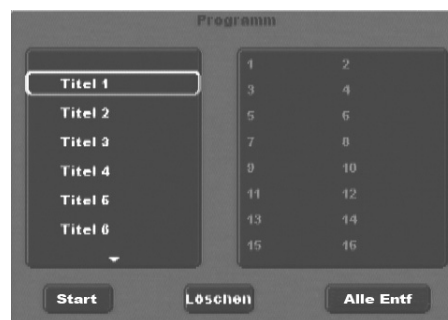 Programm
Titel 1
Titel 2
Titel 3
Titel 4
Titel 5
Titel 6
1 2
3 4
5 6
7 8
9 10
11 12
13 14
15 16
Start Löschen Alle Entf